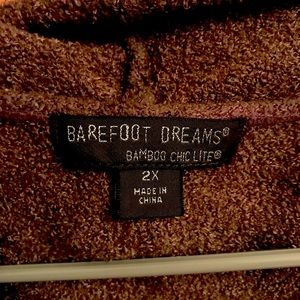 BAREFOOT DREAMS®
BAMBOO CHIC LITE®
2X
MADE IN
CHINA